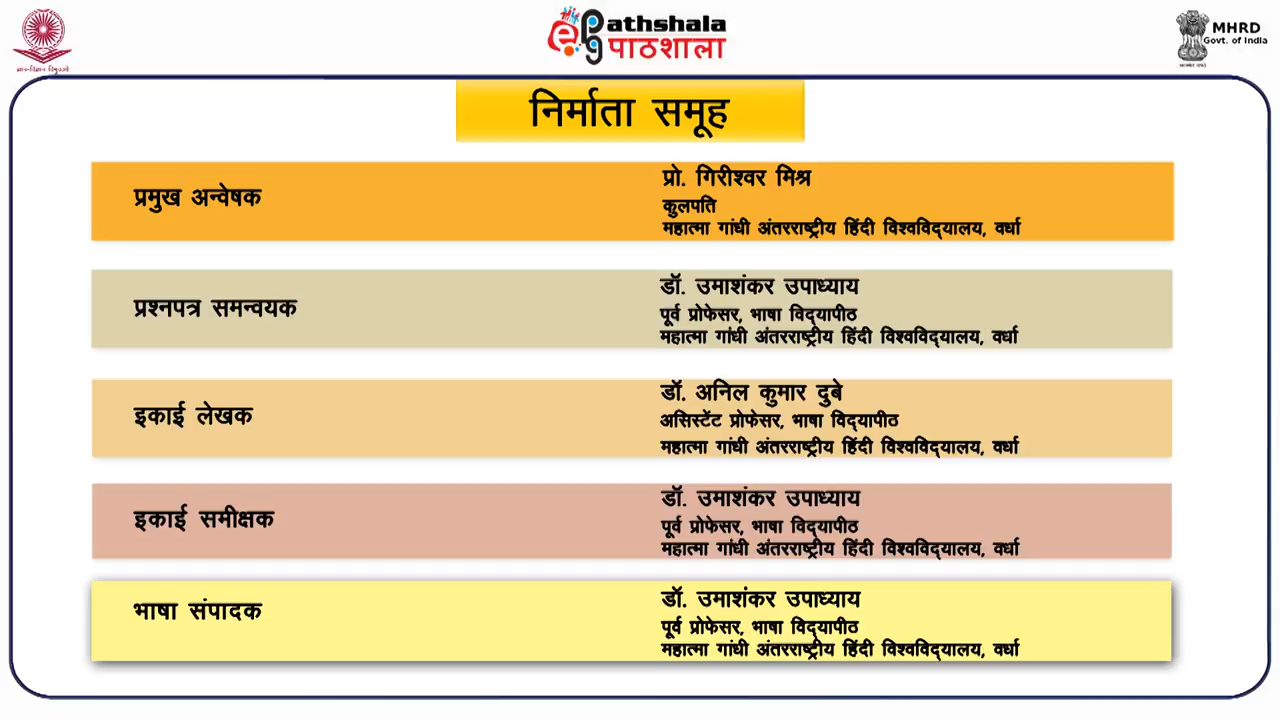 ePathshala
पाठशाला
MHRD
Govt. of India
निर्माता समूह
प्रमुख अन्वेषक
प्रो. गिरीश्वर मिश्र
कुलपति
महात्मा गांधी अंतरराष्ट्रीय हिंदी विश्वविद्यालय, वर्धा
प्रश्नपत्र समन्वयक
डॉ. उमाशंकर उपाध्याय
पूर्व प्रोफेसर, भाषा विद्यापीठ
महात्मा गांधी अंतरराष्ट्रीय हिंदी विश्वविद्यालय, वर्धा
इकाई लेखक
डॉ. अनिल कुमार दुबे
असिस्टेंट प्रोफेसर, भाषा विद्यापीठ
महात्मा गांधी अंतरराष्ट्रीय हिंदी विश्वविद्यालय, वर्धा
इकाई समीक्षक
डॉ. उमाशंकर उपाध्याय
पूर्व प्रोफेसर, भाषा विद्यापीठ
महात्मा गांधी अंतरराष्ट्रीय हिंदी विश्वविद्यालय, वर्धा
भाषा संपादक
डॉ. उमाशंकर उपाध्याय
पूर्व प्रोफेसर, भाषा विद्यापीठ
महात्मा गांधी अंतरराष्ट्रीय हिंदी विश्वविद्यालय, वर्धा